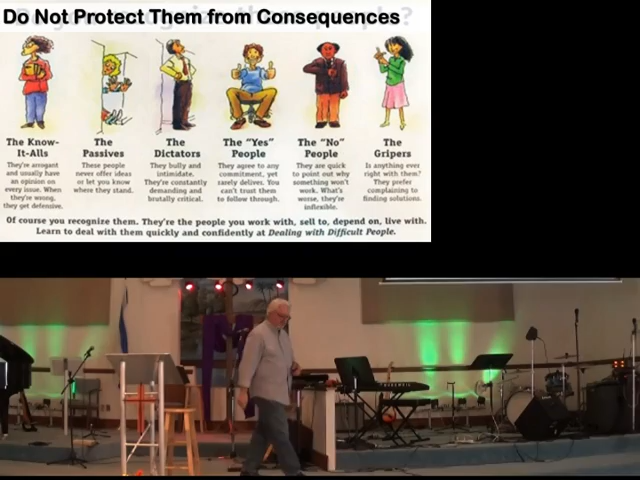 Do Not Protect Them from Consequences
The Know-
It-Alls
They're arrogant
and usually have
an opinion on
every issue. When
they're wrong,
they get defensive.
The
Passives
These people
never offer ideas
or let you know
where they stand.
The
Dictators
They bully and
intimidate.
They're constantly
demanding and
brutally critical.
The "Yes"
People
They agree to any
commitment, yet
rarely deliver. You
can't trust them
to follow through.
The "No"
People
They are quick
to point out why
something won't
work. What's
worse, they're
inflexible.
The
Gripers
Is anything ever
right with them?
They prefer
complaining to
finding solutions.
Of course you recognize them. They're the people you work with, sell to, depend on, live with.
Learn to deal with them quickly and confidently at Dealing with Difficult People.